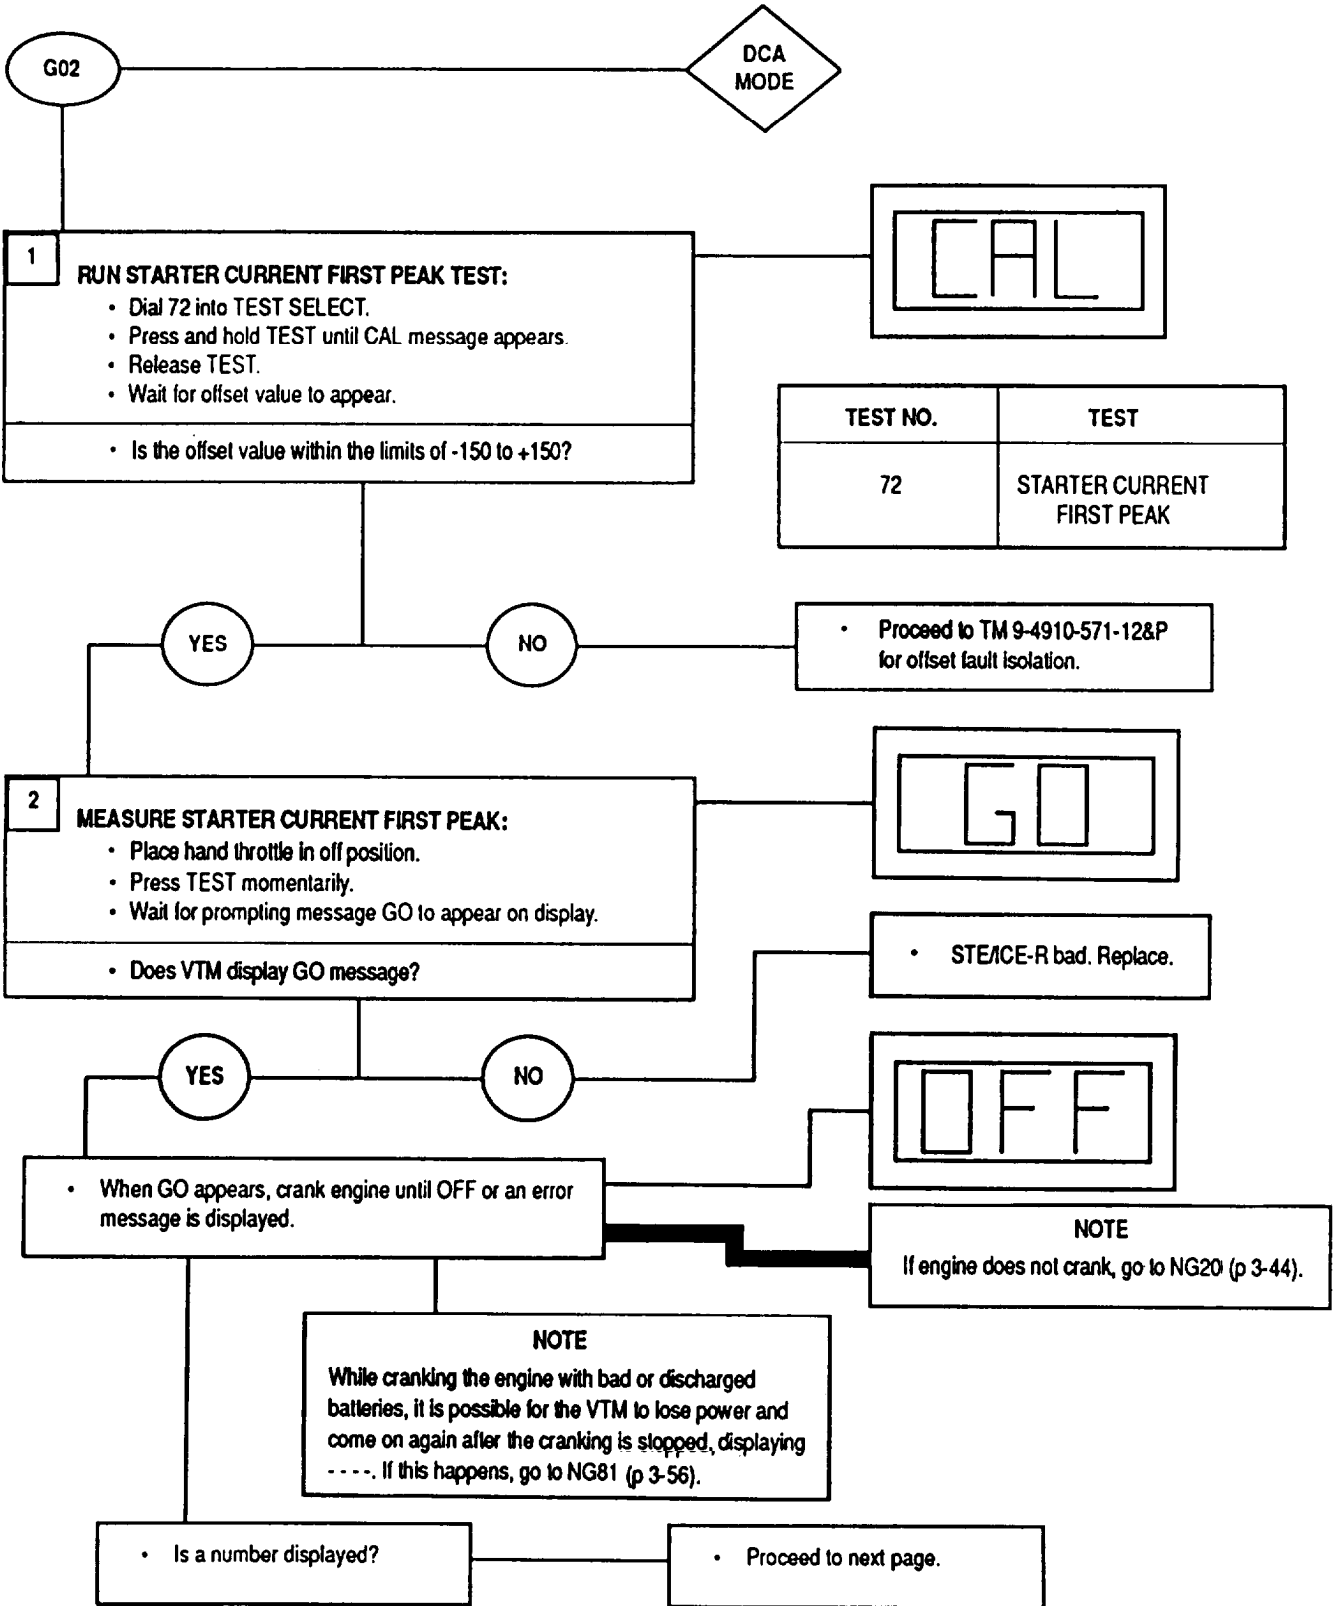 G02
DCA
MODE
1
RUN STARTER CURRENT FIRST PEAK TEST:
• Dial 72 into TEST SELECT.
• Press and hold TEST until CAL message appears.
• Release TEST.
• Wait for offset value to appear.
• Is the offset value within the limits of -150 to +150?
CAL
TEST NO.
TEST
72
STARTER CURRENT
FIRST PEAK
YES
NO
• Proceed to TM 9-4910-571-12&P
for offset fault isolation.
2
MEASURE STARTER CURRENT FIRST PEAK:
• Place hand throttle in off position.
• Press TEST momentarily.
• Wait for prompting message GO to appear on display.
• Does VTM display GO message?
GO
• STE/ICE-R bad. Replace.
YES
NO
OFF
• When GO appears, crank engine until OFF or an error
message is displayed.
NOTE
If engine does not crank, go to NG20 (p 3-44).
NOTE
While cranking the engine with bad or discharged
batteries, it is possible for the VTM to lose power and
come on again after the cranking is stopped, displaying
- - - -. If this happens, go to NG81 (p 3-56).
• Is a number displayed?
• Proceed to next page.